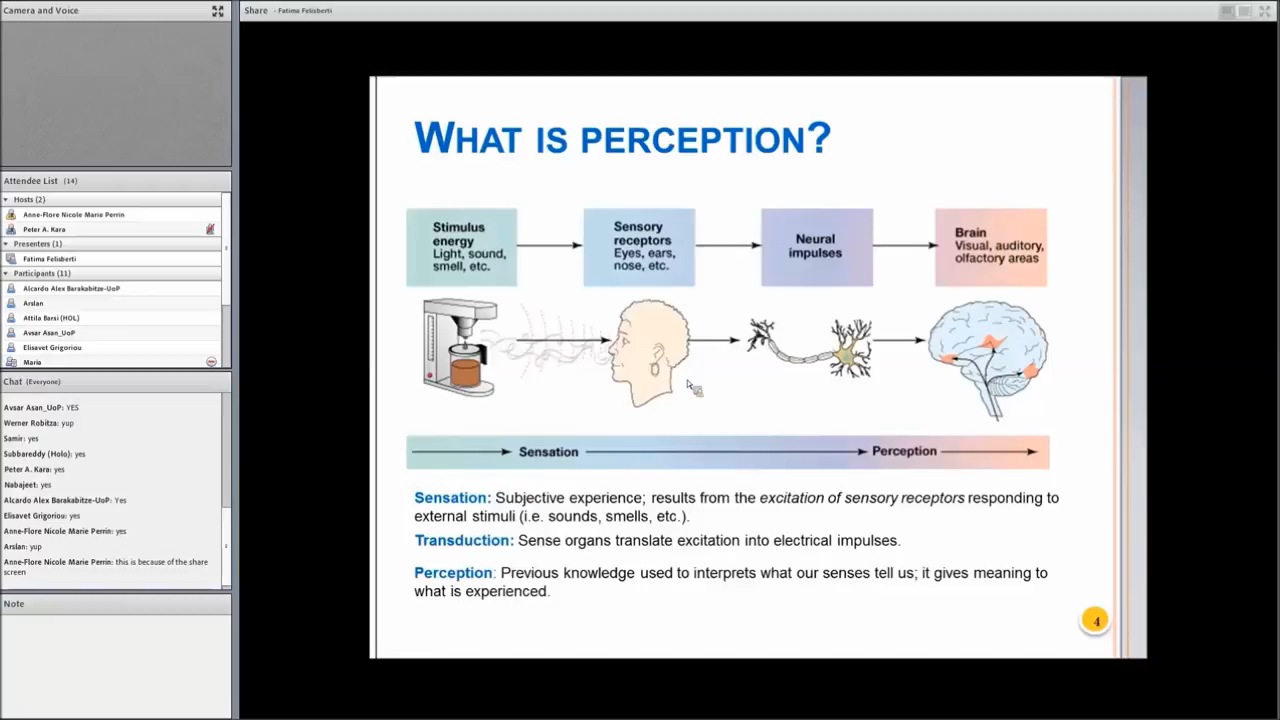 Camera and Voice
Share - Fatima Felisberti
Attendee List (14)
Hosts (2)
Anne-Flore Nicole Marie Perrin
Peter A. Kara
Presenters (1)
Fatima Felisberti
Participants (11)
Alcardo Alex Barakabitze-UoP
Arslan
Attila Barsi (HOL)
Avsar Asan_UoP
Elisavet Grigoriou
Maria
Chat (Everyone)
Avsar Asan_UoP: YES
Werner Robitza: yup
Samir: yes
Subbareddy (Holo): yes
Peter A. Kara: yes
Nabajeet: yes
Alcardo Alex Barakabitze-UoP: Yes
Elisavet Grigoriou: yes
Anne-Flore Nicole Marie Perrin: yes
Arslan: yup
Anne-Flore Nicole Marie Perrin: this is because of the share
screen
Note
WHAT IS PERCEPTION?
Stimulus
energy
Light, sound,
smell, etc.
Sensory
receptors
Eyes, ears,
nose, etc.
Neural
impulses
Brain
Visual, auditory,
olfactory areas
Sensation
Perception
Sensation: Subjective experience; results from the excitation of sensory receptors responding to
external stimuli (i.e. sounds, smells, etc.).
Transduction: Sense organs translate excitation into electrical impulses.
Perception: Previous knowledge used to interprets what our senses tell us; it gives meaning to
what is experienced.
4